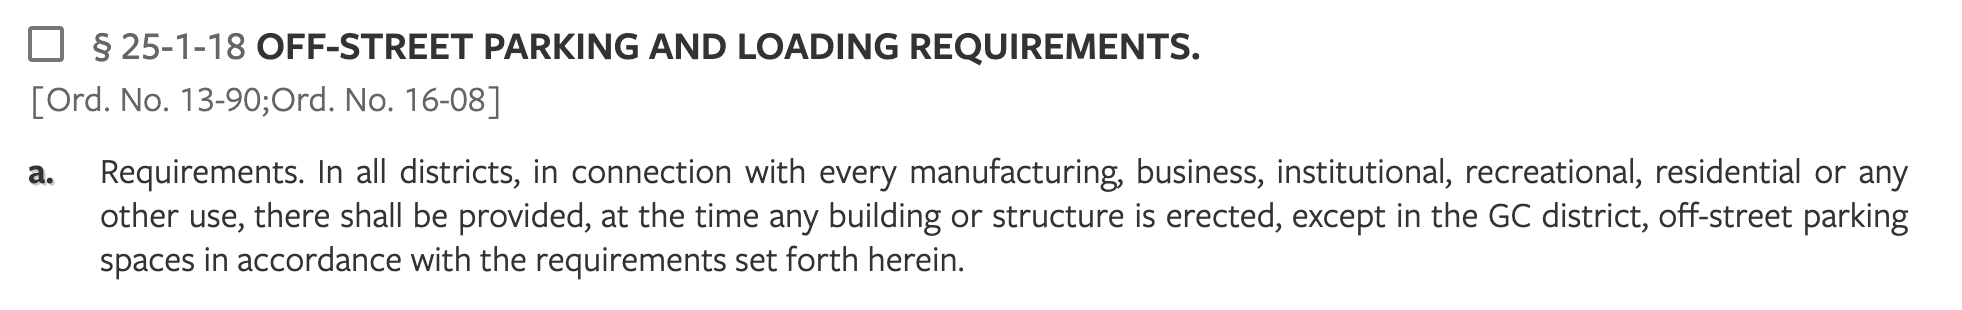 § 25-1-18 OFF-STREET PARKING AND LOADING REQUIREMENTS.
[Ord. No. 13-90;Ord. No. 16-08]
a. Requirements. In all districts, in connection with every manufacturing, business, institutional, recreational, residential or any
other use, there shall be provided, at the time any building or structure is erected, except in the GC district, off-street parking
spaces in accordance with the requirements set forth herein.